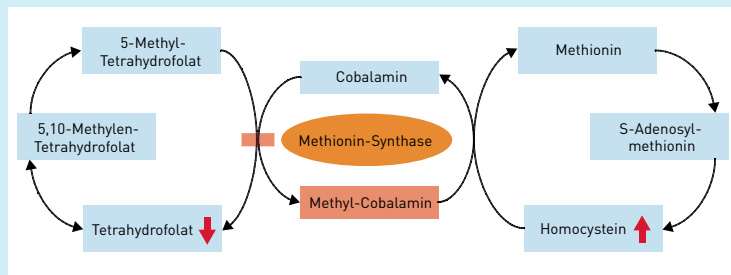 5-Methyl-
Tetrahydrofolat
Methionin
Cobalamin
5,10-Methylen-
Tetrahydrofolat
Methionin-Synthase
S-Adenosyl-
methionin
Methyl-Cobalamin
Tetrahydrofolat
Homocystein